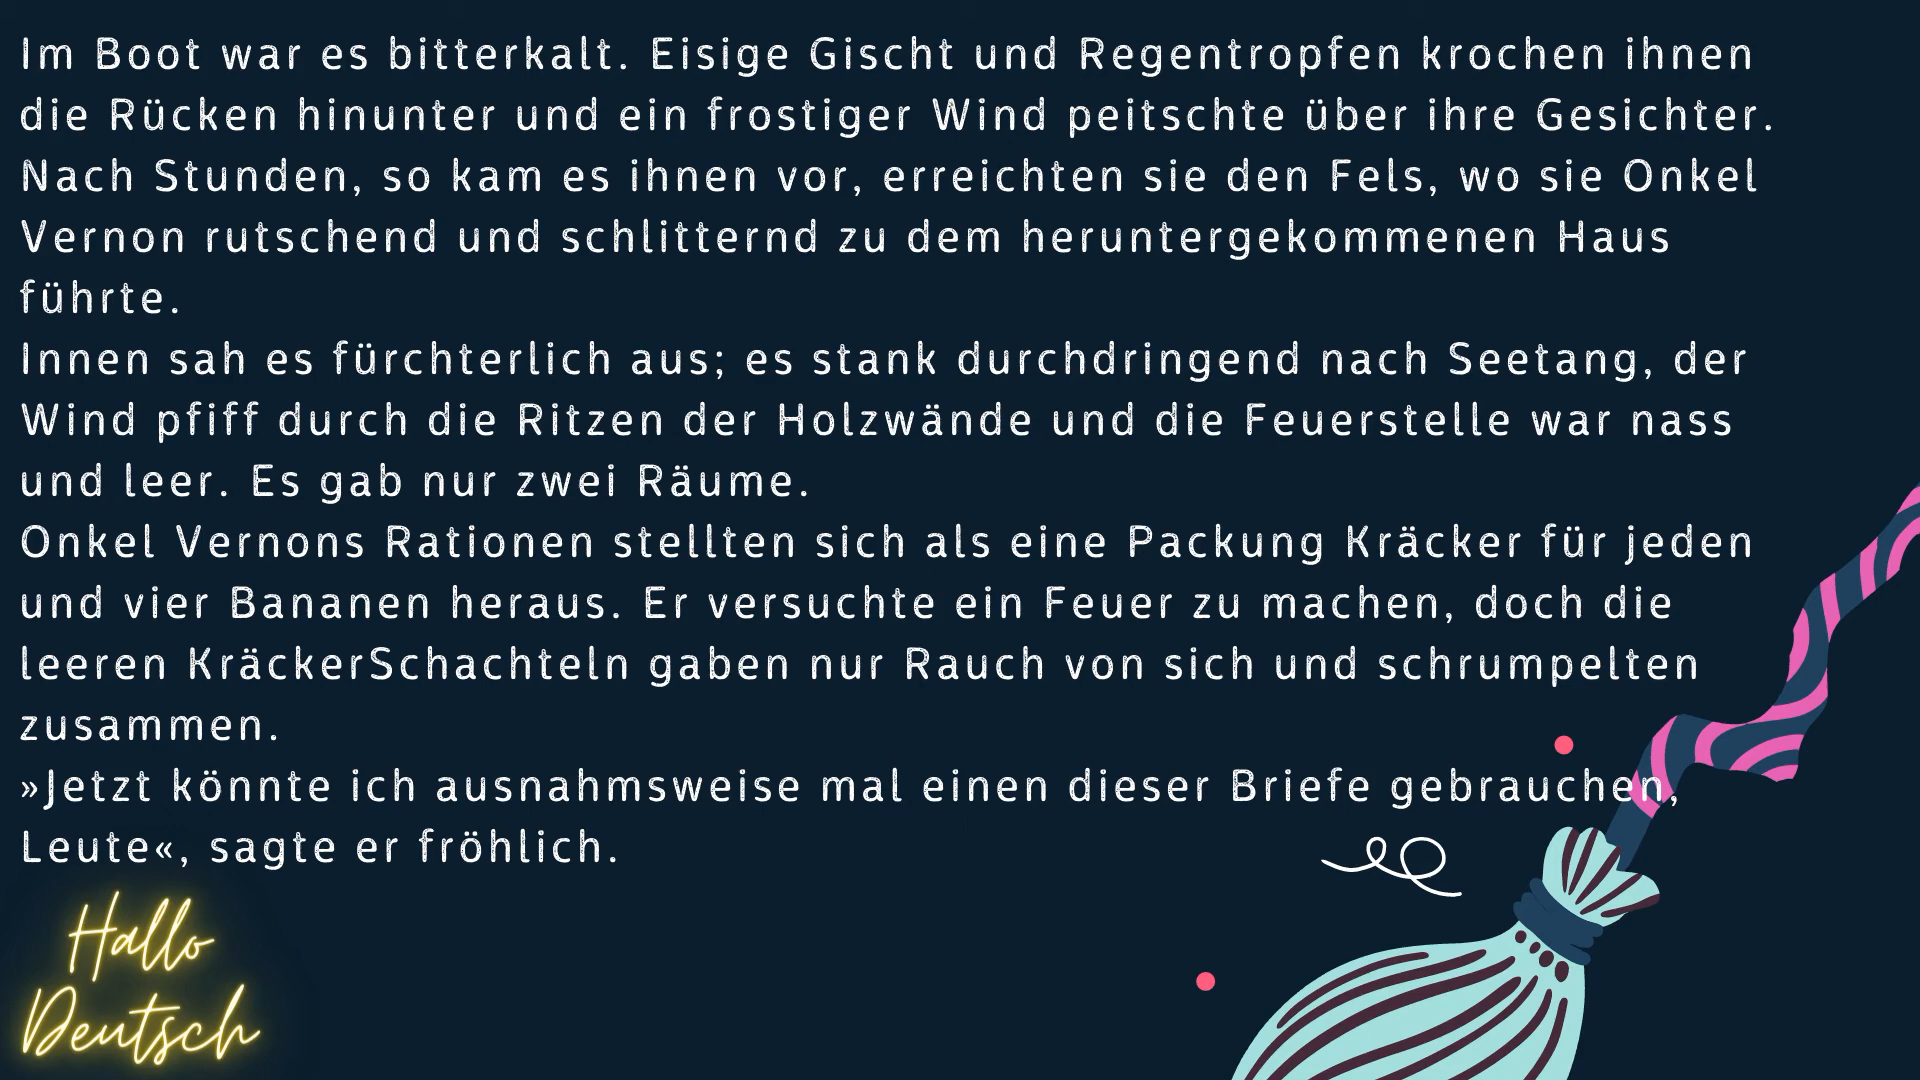 Im Boot war es bitterkalt. Eisige Gischt und Regentropfen krochen ihnen
die Rücken hinunter und ein frostiger Wind peitschte über ihre Gesichter.
Nach Stunden, so kam es ihnen vor, erreichten sie den Fels, wo sie Onkel
Vernon rutschend und schlitternd zu dem heruntergekommenen Haus
führte.
Innen sah es fürchterlich aus; es stank durchdringend nach Seetang, der
Wind pfiff durch die Ritzen der Holzwände und die Feuerstelle war nass
und leer. Es gab nur zwei Räume.
Onkel Vernons Rationen stellten sich als eine Packung Kräcker für jeden
und vier Bananen heraus. Er versuchte ein Feuer zu machen, doch die
leeren KräckerSchachteln gaben nur Rauch von sich und schrumpelten
zusammen.
»Jetzt könnte ich ausnahmsweise mal einen dieser Briefe gebrauchen,
Leute«, sagte er fröhlich.
Hallo
Deutsch